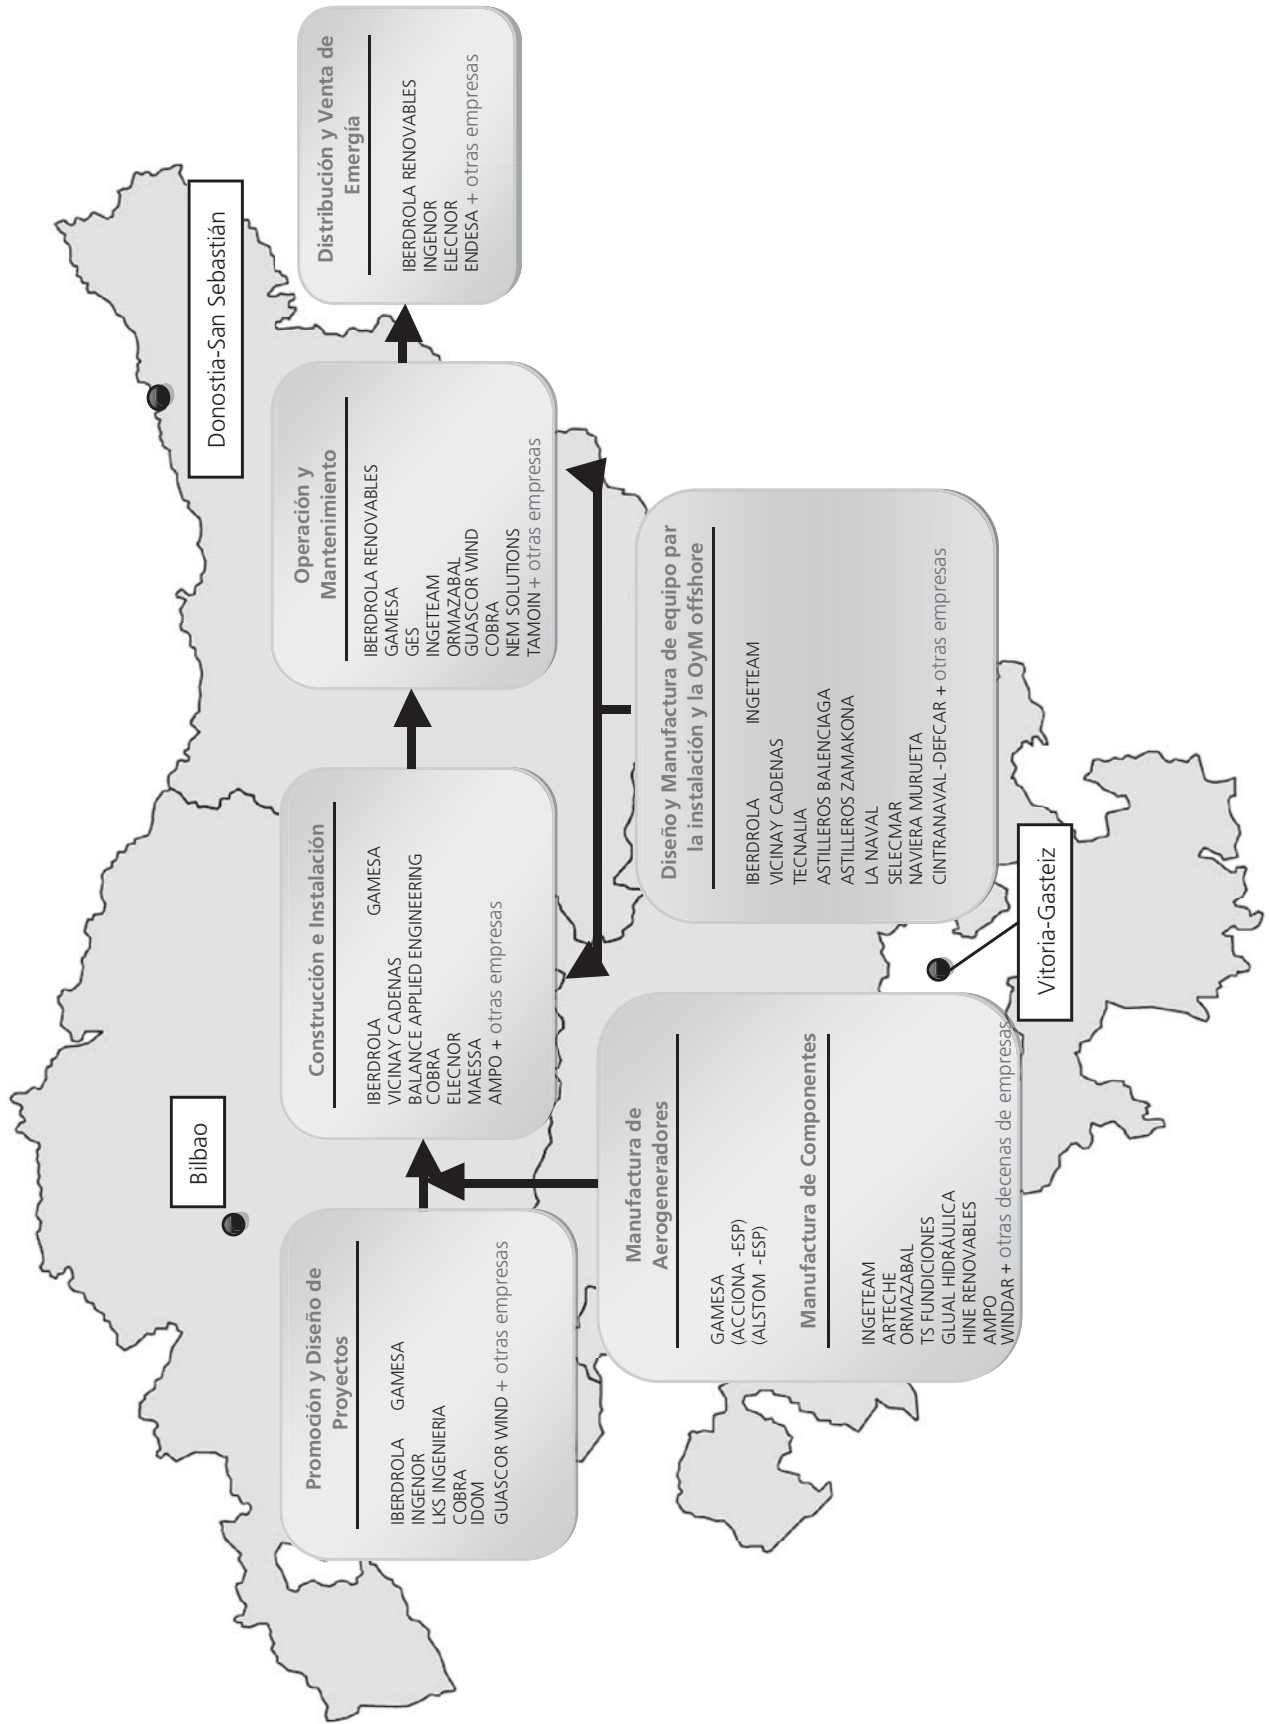 Bilbao
Donostia-San Sebastián
Promoción y Diseño de
Proyectos
IBERDROLA GAMESA
INGENOR
LKS INGENIERIA
COBRA
IDOM
GUASCOR WIND + otras empresas
Construcción e Instalación
IBERDROLA GAMESA
VICINAY CADENAS
BALANCE APPLIED ENGINEERING
COBRA
ELECNOR
MAESSA
AMPO + otras empresas
Operación y
Mantenimiento
IBERDROLA RENOVABLES
GAMESA
GES
INGETEAM
ORMAZABAL
GUASCOR WIND
COBRA
NEM SOLUTIONS
TAMOIN + otras empresas
Distribución y Venta de
Emergía
IBERDROLA RENOVABLES
INGENOR
ELECNOR
ENDESA + otras empresas
Manufactura de
Aerogeneradores
GAMESA
(ACCIONA -ESP)
(ALSTOM -ESP)
Manufactura de Componentes
INGETEAM
ARTECHE
ORMAZABAL
TS FUNDICIONES
GLUAL HIDRÁULICA
HINE RENOVABLES
AMPO
WINDAR + otras decenas de empresas
Diseño y Manufactura de equipo par
la instalación y la OyM offshore
IBERDROLA INGETEAM
VICINAY CADENAS
TECNALIA
ASTILLEROS BALENCIAGA
ASTILLEROS ZAMAKONA
LA NAVAL
SELECMAR
NAVIERA MURUETA
CINTRANAVAL-DEFCAR + otras empresas
Vitoria-Gasteiz